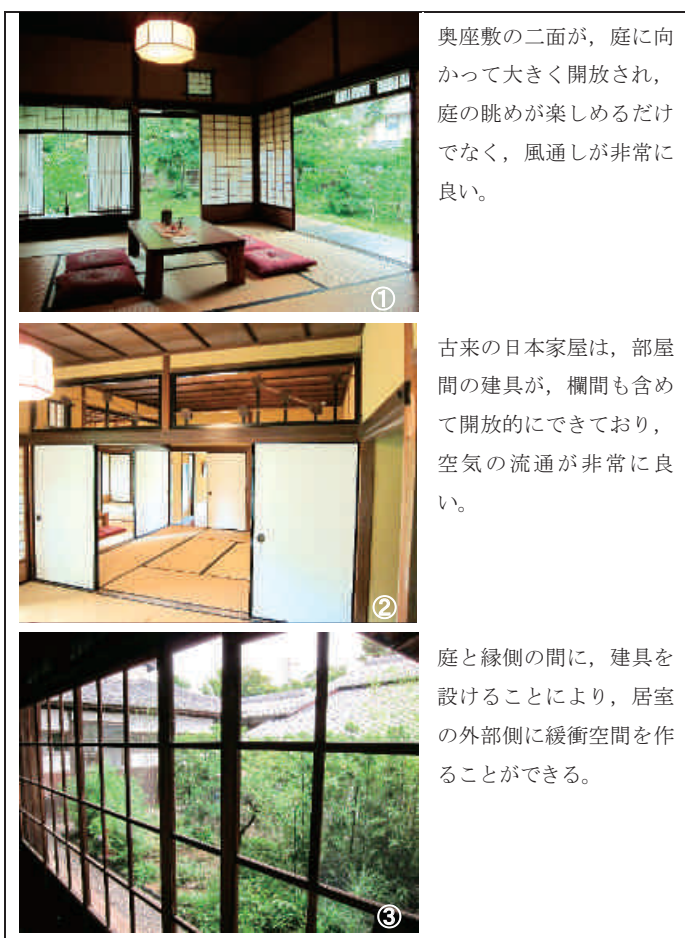 奥座敷の二面が，庭に向
かって大きく開放され，
庭の眺めが楽しめるだけ
でなく，風通しが非常に
良い。
①
古来の日本家屋は，部屋
間の建具が，欄間も含め
て開放的にできており，
空気の流通が非常に良
い。
②
庭と縁側の間に，建具を
設けることにより，居室
の外部側に緩衝空間を作
ることができる。
③